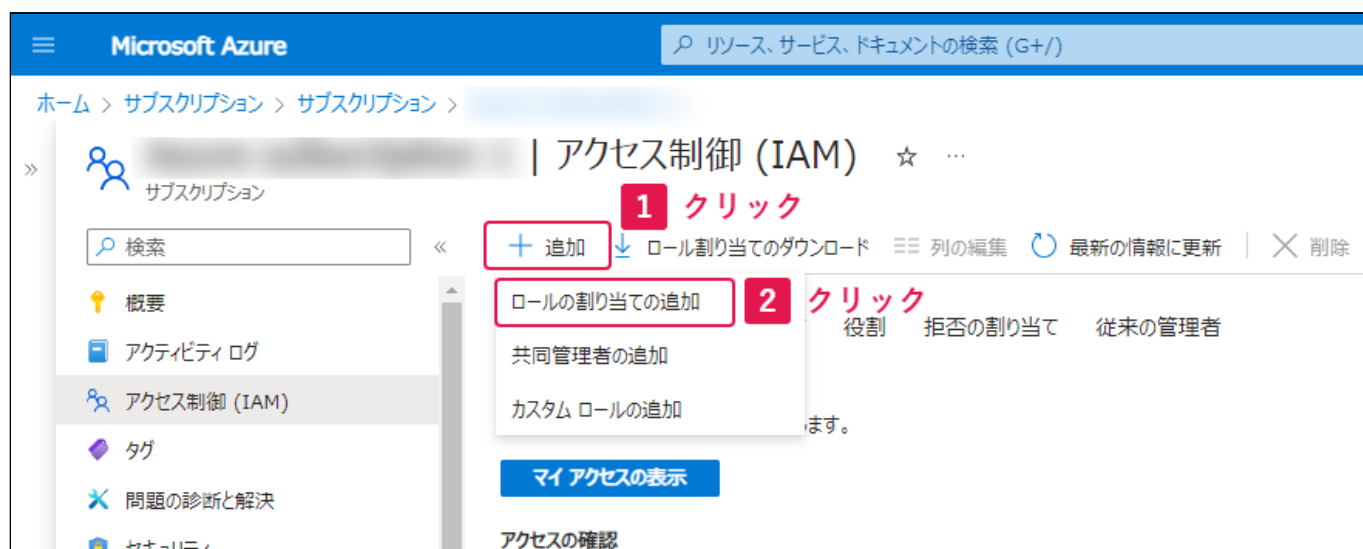 Microsoft Azure
リソース、サービス、ドキュメントの検索 (G+/)
ホーム > サブスクリプション > サブスクリプション >
| アクセス制御 (IAM)
サブスクリプション
1 クリック
検索
追加
ロール割り当てのダウンロード
列の編集
最新の情報に更新
削除
概要
アクティビティ ログ
アクセス制御 (IAM)
タグ
問題の診断と解決
ロールの割り当ての追加
2 クリック
共同管理者の追加
カスタム ロールの追加
役割
拒否の割り当て
従来の管理者
ます。
マイ アクセスの表示
アクセスの確認